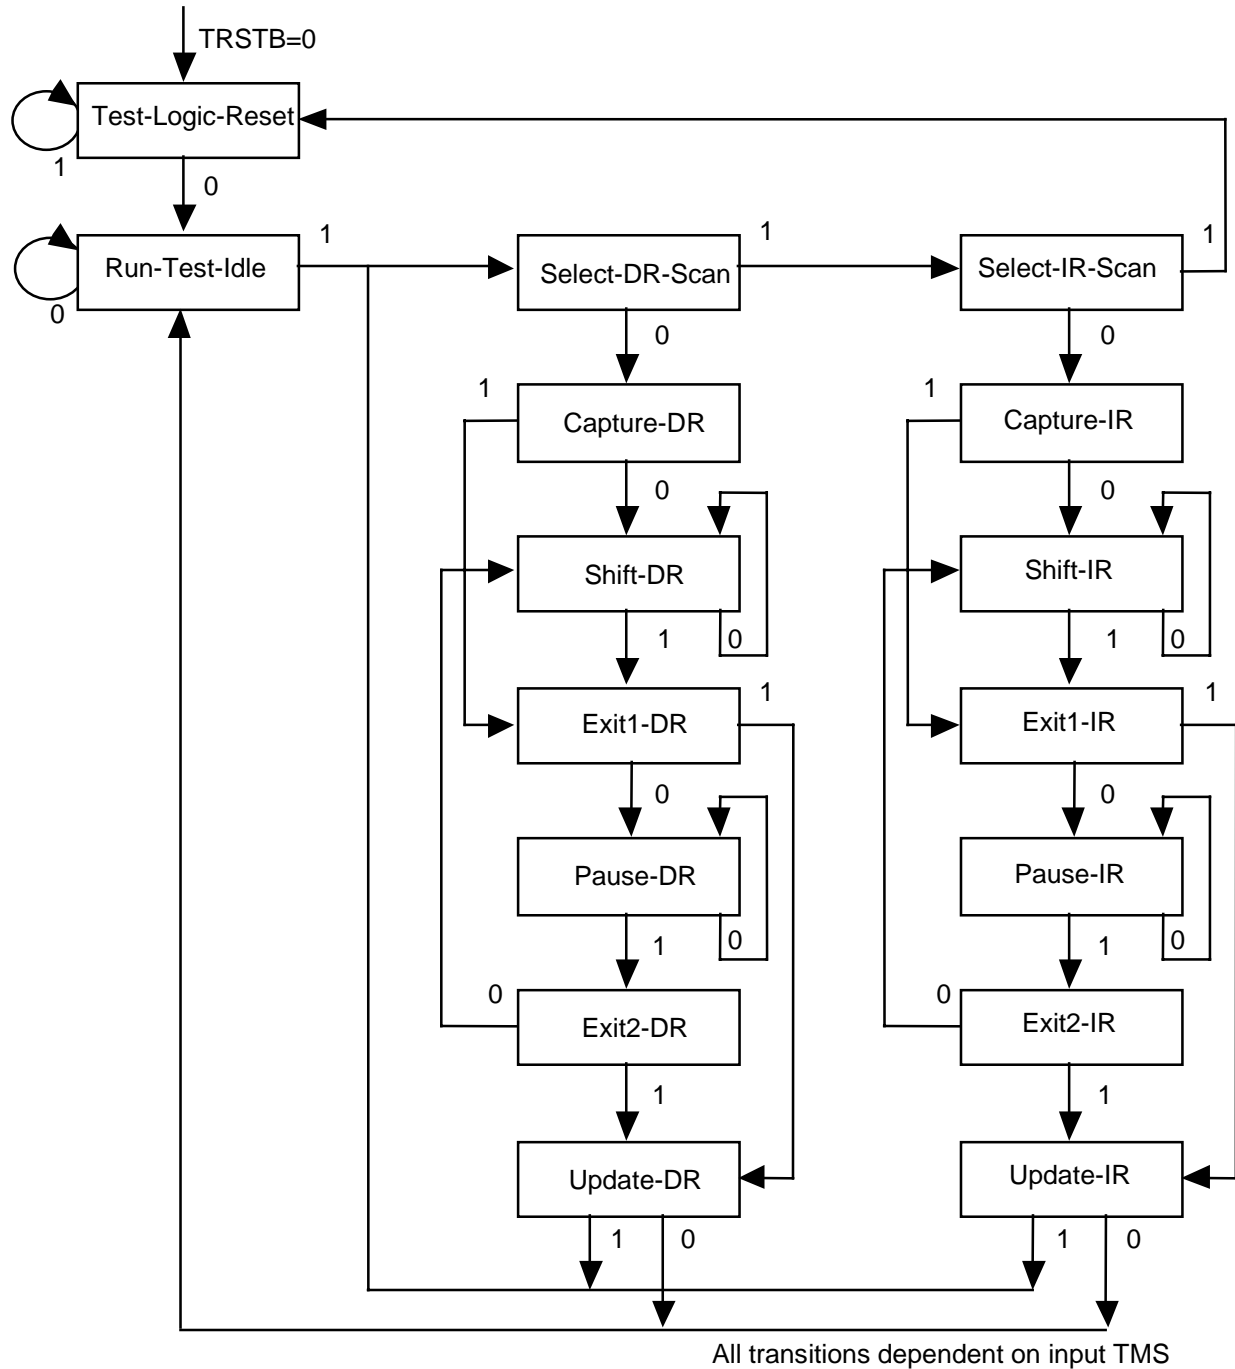 TRSTB=0
Test-Logic-Reset
1
0
Run-Test-Idle
1
Select-DR-Scan
1
Select-IR-Scan
1
0
0
0
1
Capture-DR
1
Capture-IR
0
0
Shift-DR
Shift-IR
1
0
1
0
Exit1-DR
1
Exit1-IR
1
0
0
Pause-DR
Pause-IR
1
0
1
0
0
Exit2-DR
0
Exit2-IR
1
1
Update-DR
Update-IR
1
0
1
0
All transitions dependent on input TMS